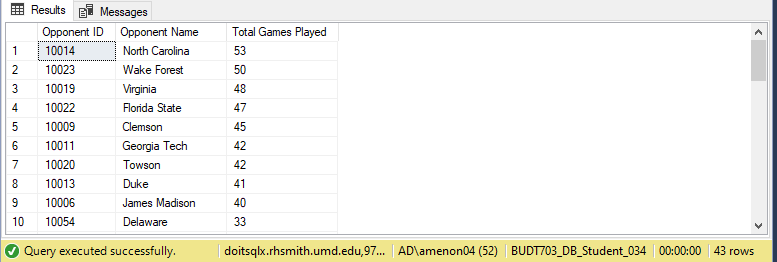 Results Messages
Opponent ID Opponent Name Total Games Played
1 10014 North Carolina 53
2 10023 Wake Forest 50
3 10019 Virginia 48
4 10022 Florida State 47
5 10009 Clemson 45
6 10011 Georgia Tech 42
7 10020 Towson 42
8 10013 Duke 41
9 10006 James Madison 40
10 10054 Delaware 33
Query executed successfully. doitsqlx.rhsmith.umd.edu,97... AD\amenon04 (52) BUDT703_DB_Student_034 00:00:00 43 rows